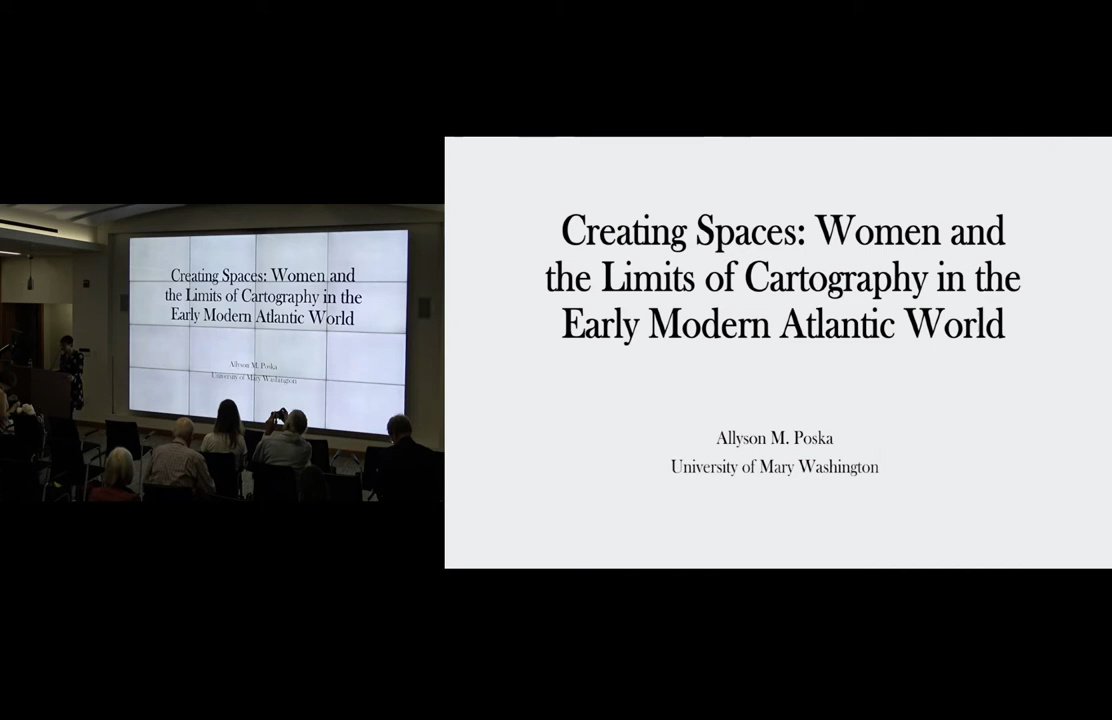 Creating Spaces: Women and
the Limits of Cartography in the
Early Modern Atlantic World
Allyson M. Poska
University of Mary Washington
Creating Spaces: Women and
the Limits of Cartography in the
Early Modern Atlantic World
Allyson M. Poska
University of Mary Washington